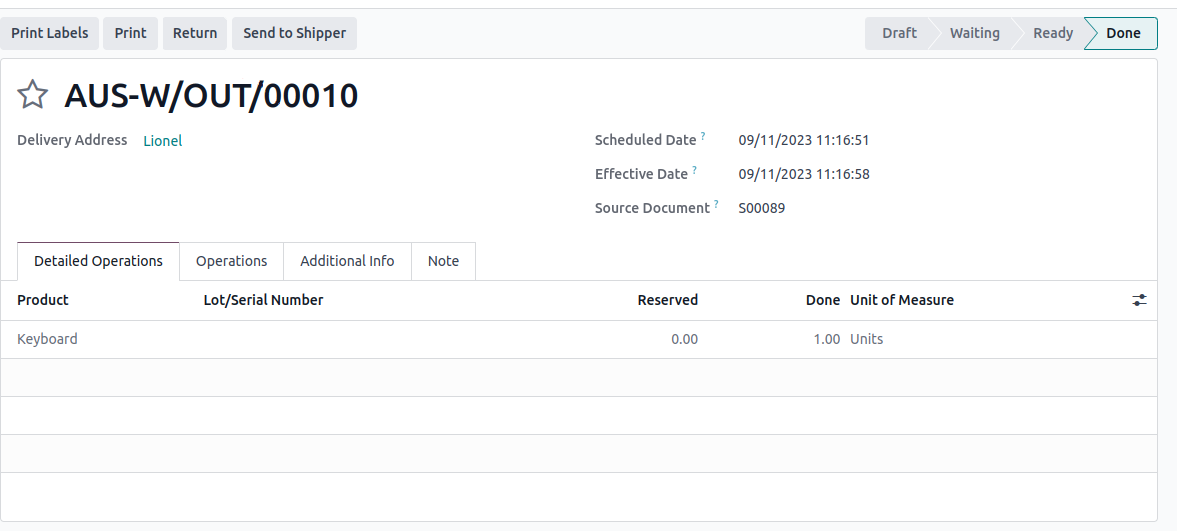 Print Labels Print Return Send to Shipper Draft Waiting Ready Done
AUS-W/OUT/00010
Delivery Address Lionel Scheduled Date ? 09/11/2023 11:16:51
Effective Date ? 09/11/2023 11:16:58
Source Document ? S00089
Detailed Operations Operations Additional Info Note
Product Lot/Serial Number Reserved Done Unit of Measure
Keyboard 0.00 1.00 Units